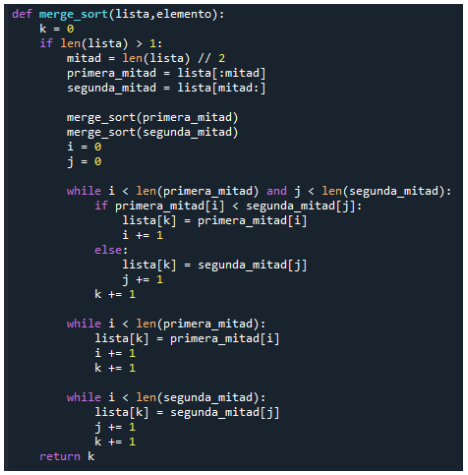 def merge_sort(lista,elemento):
    k = 0
    if len(lista) > 1:
        mitad = len(lista) // 2
        primera_mitad = lista[:mitad]
        segunda_mitad = lista[mitad:]

        merge_sort(primera_mitad)
        merge_sort(segunda_mitad)
        i = 0
        j = 0

        while i < len(primera_mitad) and j < len(segunda_mitad):
            if primera_mitad[i] < segunda_mitad[j]:
                lista[k] = primera_mitad[i]
                i += 1
            else:
                lista[k] = segunda_mitad[j]
                j += 1
            k += 1

        while i < len(primera_mitad):
            lista[k] = primera_mitad[i]
            i += 1
            k += 1

        while i < len(segunda_mitad):
            lista[k] = segunda_mitad[j]
            j += 1
            k += 1
    return k